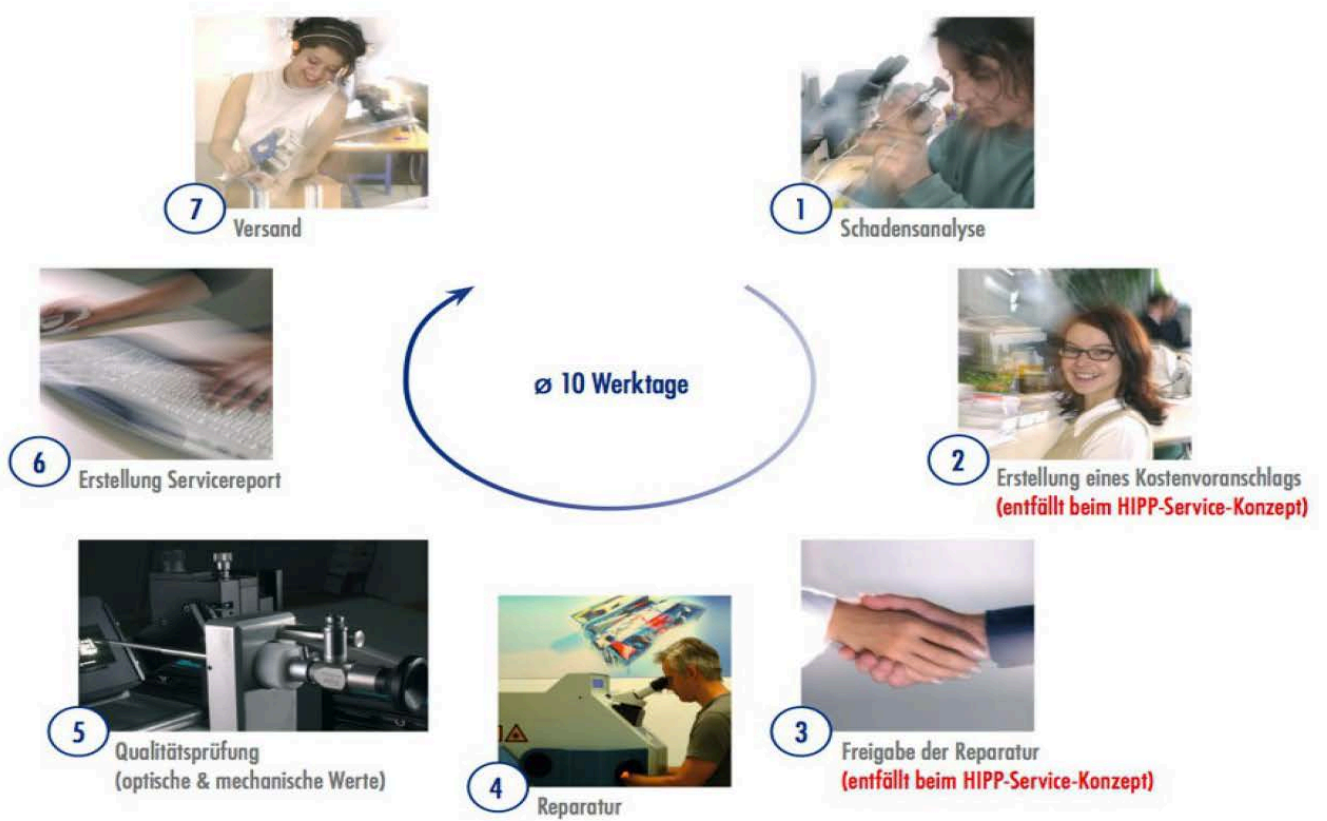 1
Schadensanalyse
2
Erstellung eines Kostenvoranschlags
(entfällt beim HIPP-Service-Konzept)
3
Freigabe der Reparatur
(entfällt beim HIPP-Service-Konzept)
4
Reparatur
5
Qualitätsprüfung
(optische & mechanische Werte)
6
Erstellung Servicereport
7
Versand
ø 10 Werktage